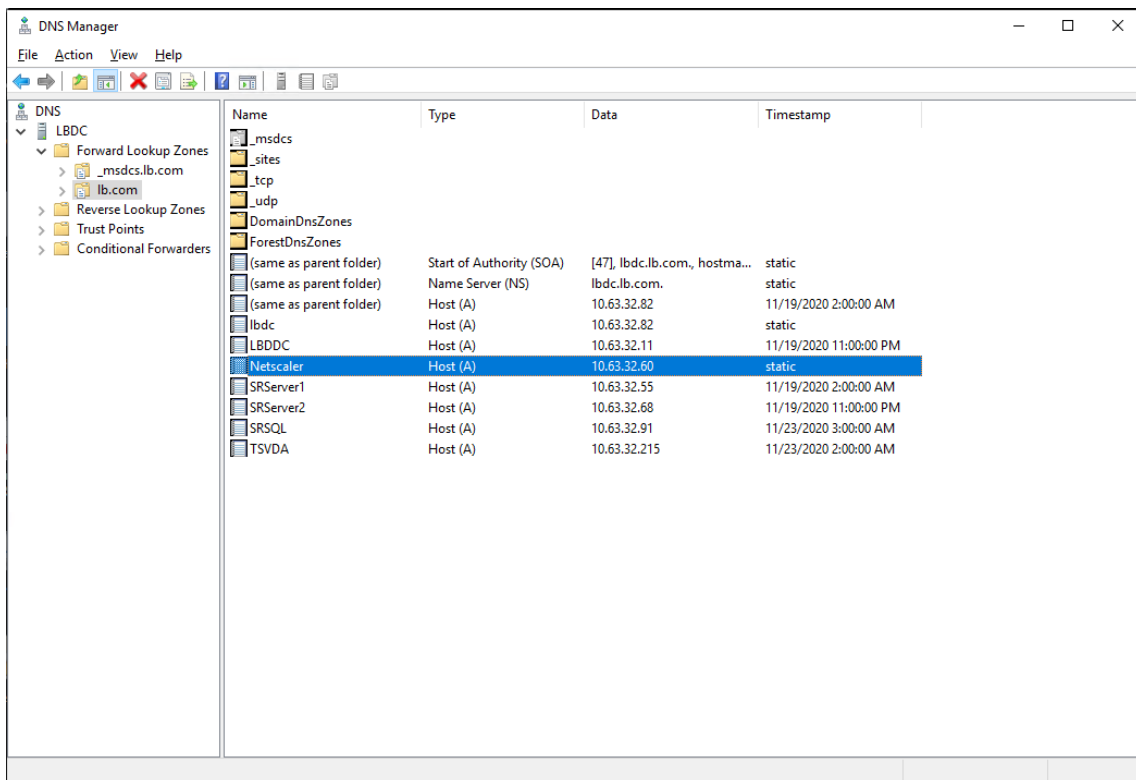 DNS Manager
File Action View Help
DNS
LBDC
Forward Lookup Zones
_msdcs.lb.com
lb.com
Reverse Lookup Zones
Trust Points
Conditional Forwarders
Name Type Data Timestamp
_msdcs
_sites
_tcp
_udp
DomainDnsZones
ForestDnsZones
(same as parent folder) Start of Authority (SOA) [47], lbdc.lb.com., hostma... static
(same as parent folder) Name Server (NS) lbdc.lb.com. static
(same as parent folder) Host (A) 10.63.32.82 11/19/2020 2:00:00 AM
lbdc Host (A) 10.63.32.82 static
LBDDC Host (A) 10.63.32.11 11/19/2020 11:00:00 PM
Netscaler Host (A) 10.63.32.60 static
SRServer1 Host (A) 10.63.32.55 11/19/2020 2:00:00 AM
SRServer2 Host (A) 10.63.32.68 11/19/2020 11:00:00 PM
SRSQL Host (A) 10.63.32.91 11/23/2020 3:00:00 AM
TSVDA Host (A) 10.63.32.215 11/23/2020 2:00:00 AM